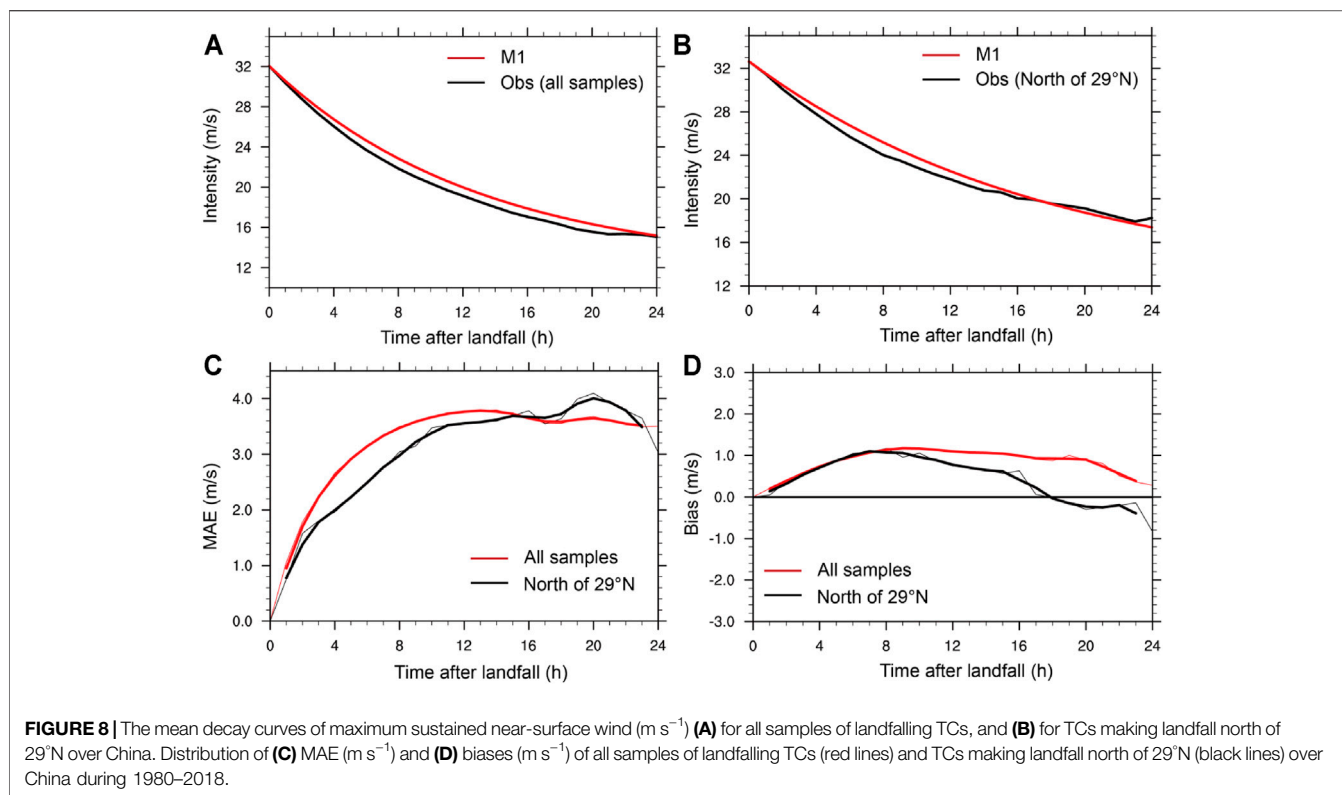 A
M1
Obs (all samples)
Intensity (m/s)
32
28
24
20
16
12
0 4 8 12 16 20 24
Time after landfall (h)
B
M1
Obs (North of 29°N)
Intensity (m/s)
32
28
24
20
16
12
0 4 8 12 16 20 24
Time after landfall (h)
C
MAE (m/s)
4.0
3.0
2.0
1.0
0.0
All samples
North of 29°N
0 4 8 12 16 20 24
Time after landfall (h)
D
Bias (m/s)
3.0
2.0
1.0
0.0
-1.0
-2.0
-3.0
All samples
North of 29°N
0 4 8 12 16 20 24
Time after landfall (h)
FIGURE 8 | The mean decay curves of maximum sustained near-surface wind (m s⁻¹) (A) for all samples of landfalling TCs, and (B) for TCs making landfall north of
29°N over China. Distribution of (C) MAE (m s⁻¹) and (D) biases (m s⁻¹) of all samples of landfalling TCs (red lines) and TCs making landfall north of 29°N (black lines) over
China during 1980–2018.